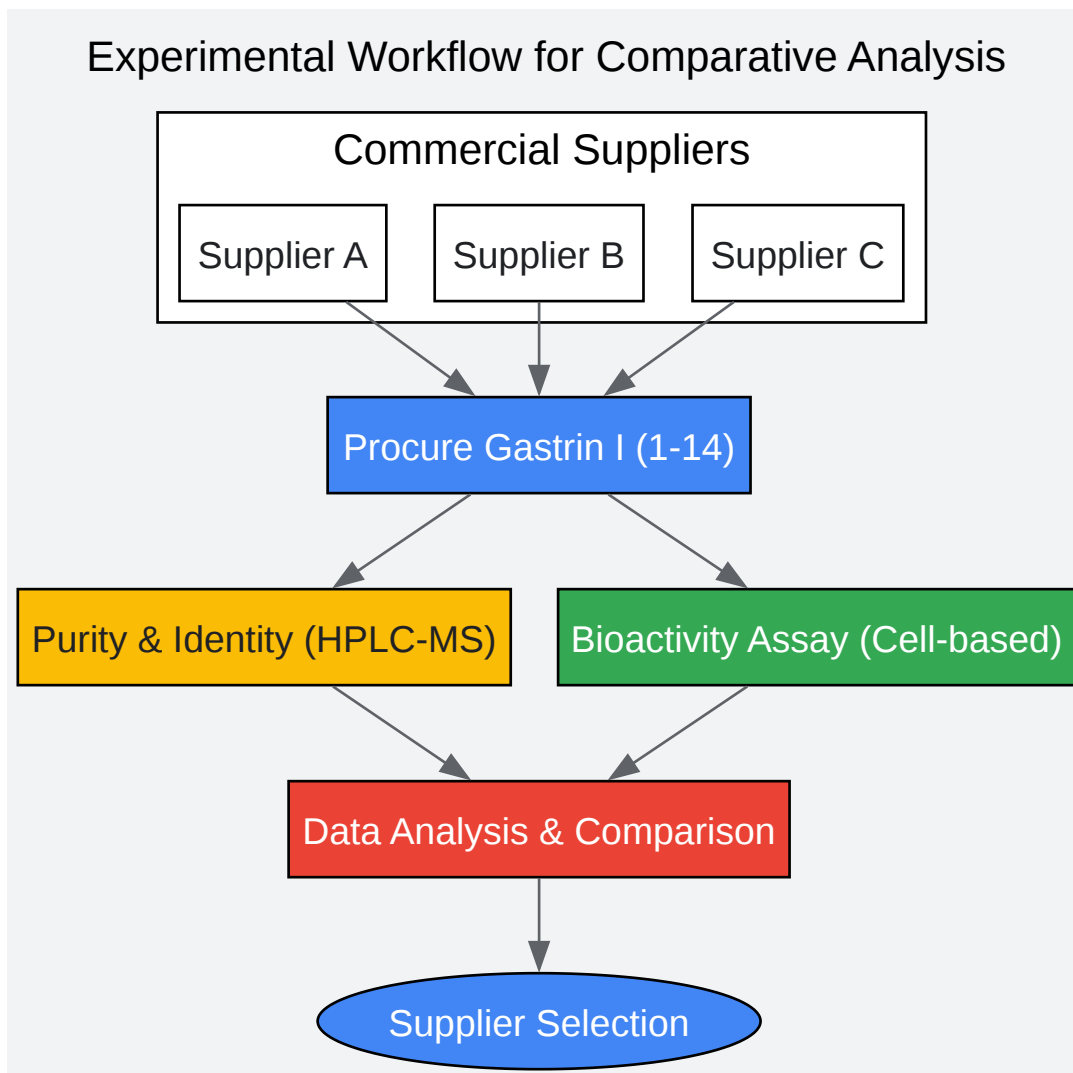 Experimental Workflow for Comparative Analysis
Commercial Suppliers
Supplier A
Supplier B
Supplier C
Procure Gastrin I (1-14)
Purity & Identity (HPLC-MS)
Bioactivity Assay (Cell-based)
Data Analysis & Comparison
Supplier Selection